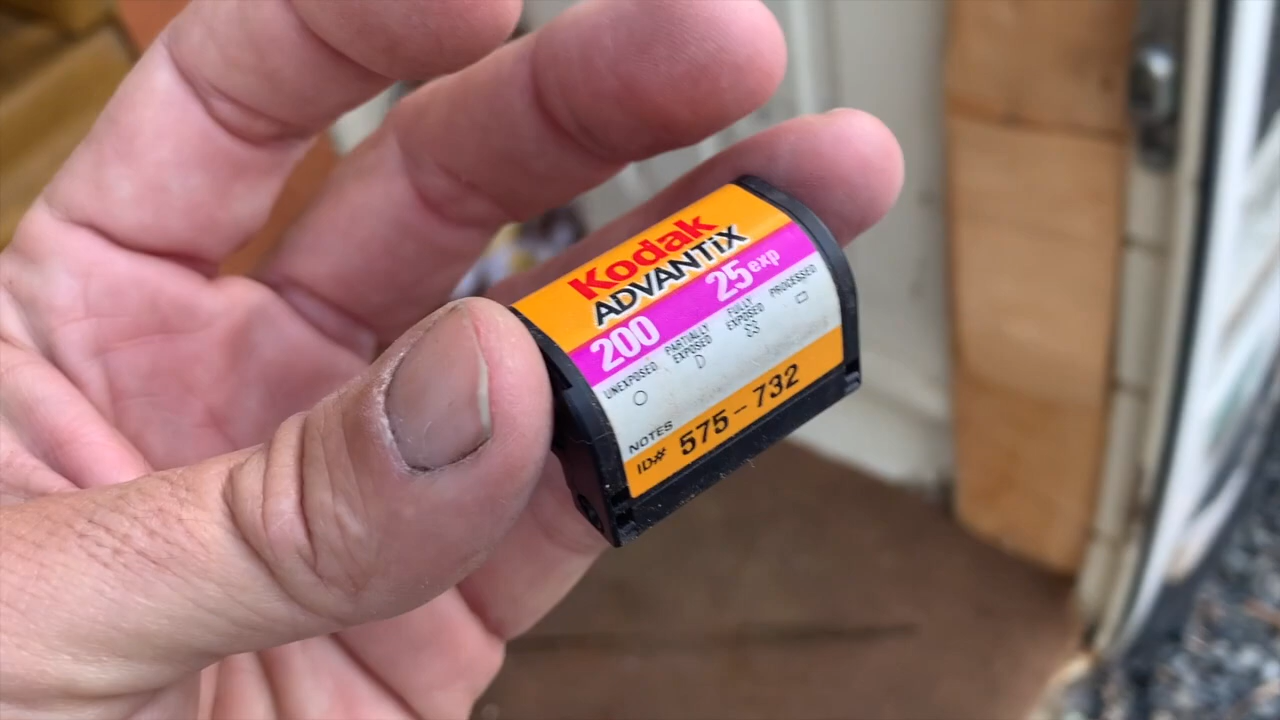 Kodak
ADVANTiX
200 25 exp
UNEXPOSED PARTIALLY EXPOSED FULLY EXPOSED PROCESSED
NOTES
ID# 575-732